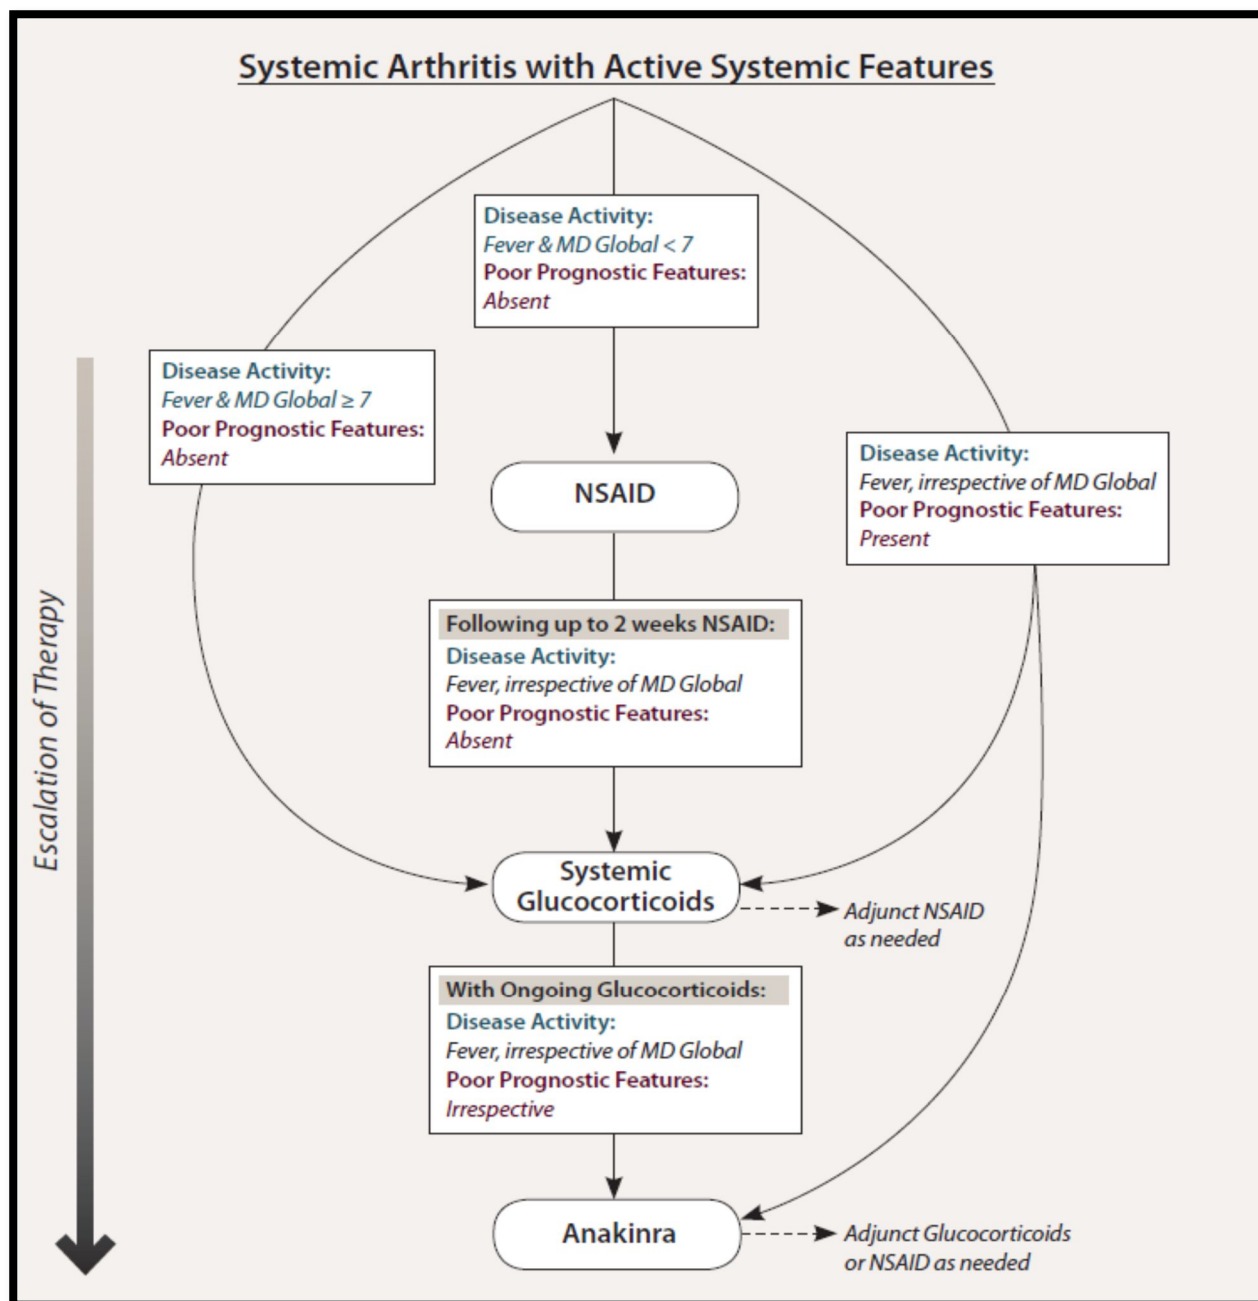 Systemic Arthritis with Active Systemic Features
Disease Activity:
Fever & MD Global < 7
Poor Prognostic Features:
Absent
Disease Activity:
Fever & MD Global ≥ 7
Poor Prognostic Features:
Absent
Disease Activity:
Fever, irrespective of MD Global
Poor Prognostic Features:
Present
NSAID
Escalation of Therapy
Following up to 2 weeks NSAID:
Disease Activity:
Fever, irrespective of MD Global
Poor Prognostic Features:
Absent
Systemic
Glucocorticoids
Adjunct NSAID
as needed
With Ongoing Glucocorticoids:
Disease Activity:
Fever, irrespective of MD Global
Poor Prognostic Features:
Irrespective
Anakinra
Adjunct Glucocorticoids
or NSAID as needed